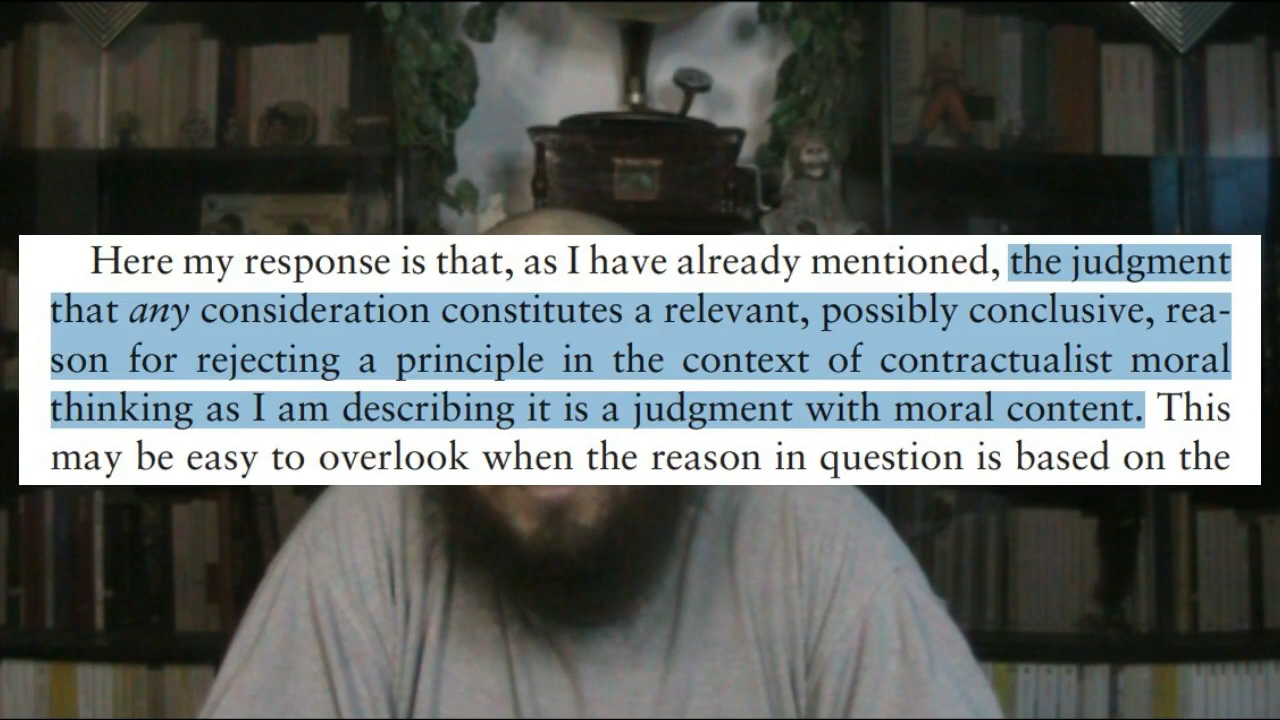 Here my response is that, as I have already mentioned, the judgment
that any consideration constitutes a relevant, possibly conclusive, rea-
son for rejecting a principle in the context of contractualist moral
thinking as I am describing it is a judgment with moral content. This
may be easy to overlook when the reason in question is based on the